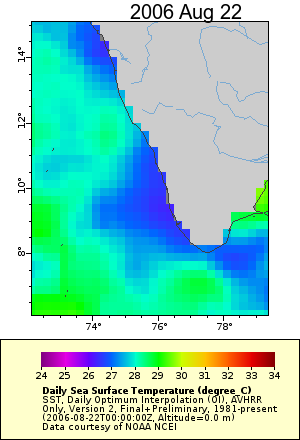 2006 Aug 22
14°
12°
10°
8°
74°
76°
78°
24 25 26 27 28 29 30 31 32 33 34
Daily Sea Surface Temperature (degree_C)
SST, Daily Optimum Interpolation (OI), AVHRR
Only, Version 2, Final+Preliminary, 1981-present
(2006-08-22T00:00:00Z, Altitude=0.0 m)
Data courtesy of NOAA NCEI